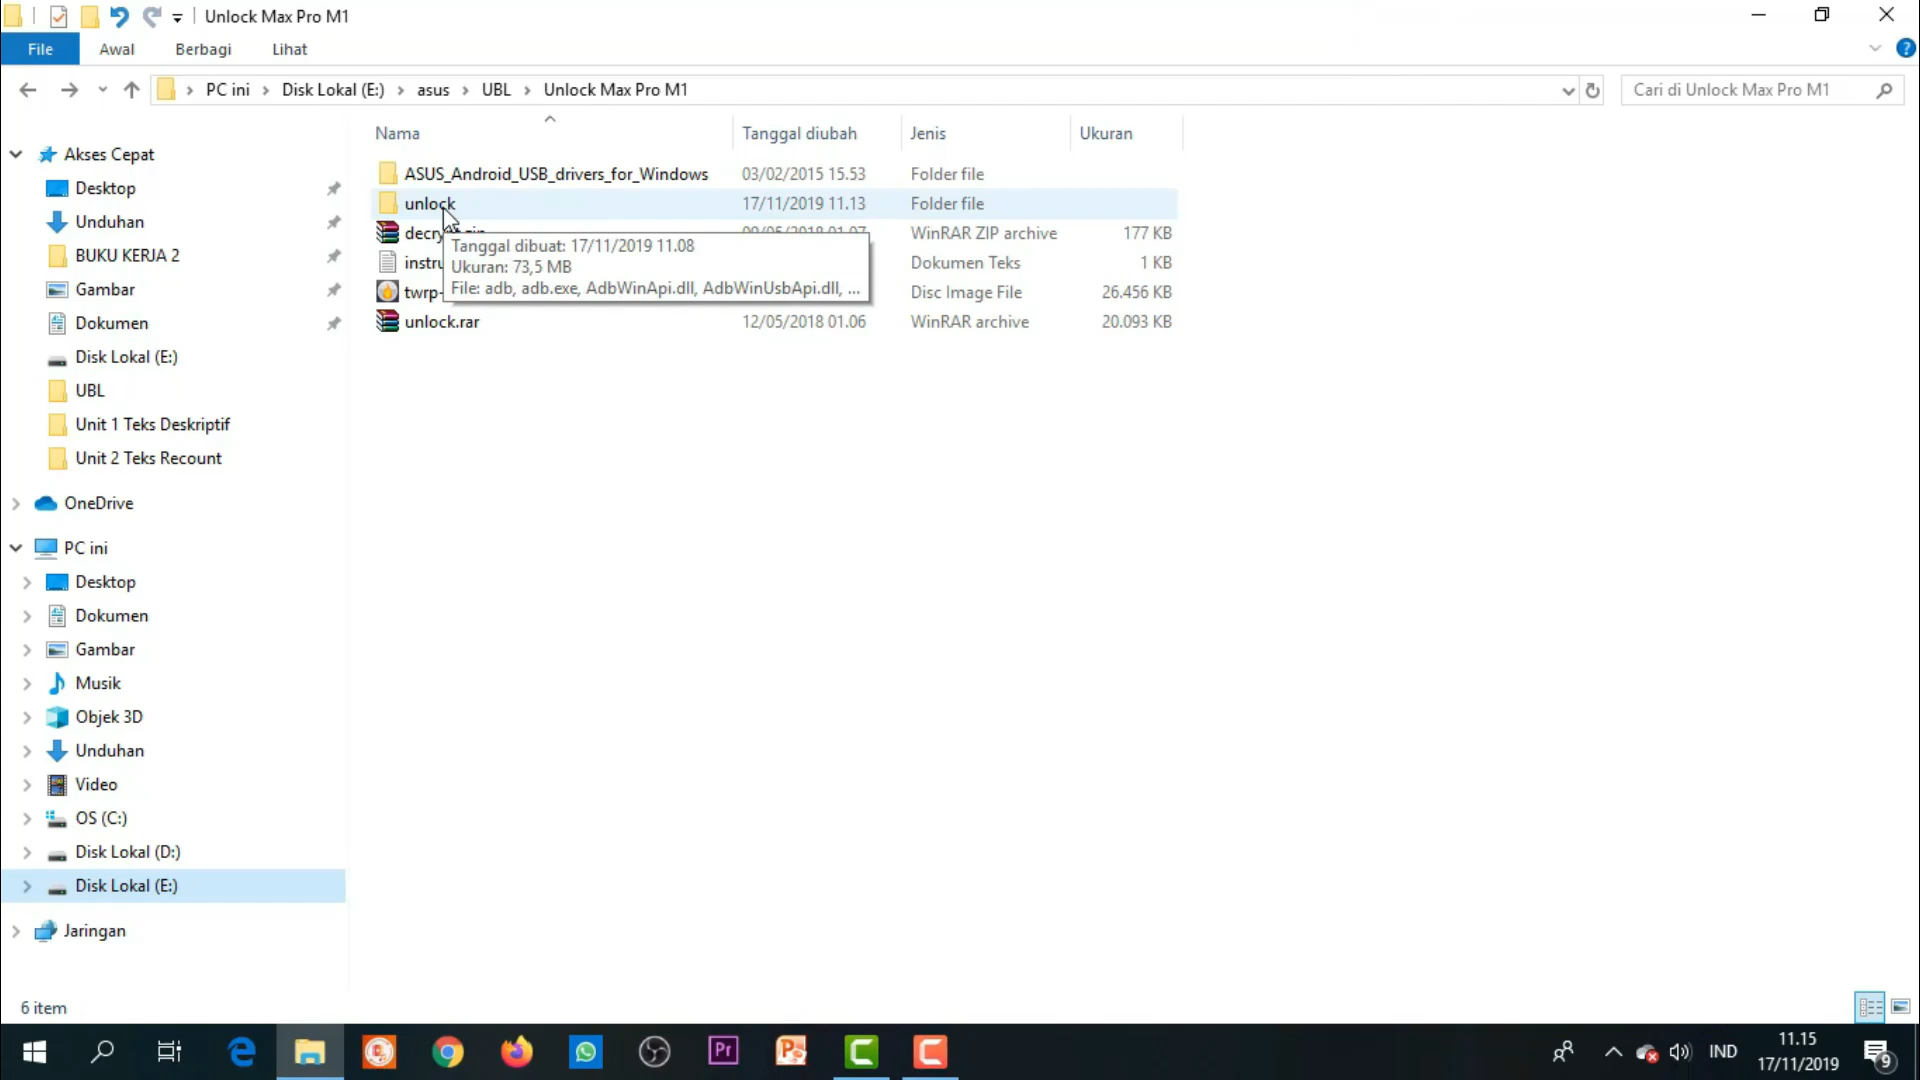 Unlock Max Pro M1
File Awal Berbagi Lihat
PC ini Disk Lokal (E:) asus UBL Unlock Max Pro M1
Cari di Unlock Max Pro M1
Nama Tanggal diubah Jenis Ukuran
ASUS_Android_USB_drivers_for_Windows 03/02/2015 15.53 Folder file
unlock 17/11/2019 11.13 Folder file
WinRAR ZIP archive 177 KB
Dokumen Teks 1 KB
twrp- Disc Image File 26.456 KB
unlock.rar 12/05/2018 01.06 WinRAR archive 20.093 KB
Tanggal dibuat: 17/11/2019 11.08
Ukuran: 73,5 MB
File: adb, adb.exe, AdbWinApi.dll, AdbWinUsbApi.dll, ...
Akses Cepat
Desktop
Unduhan
BUKU KERJA 2
Gambar
Dokumen
Disk Lokal (E:)
UBL
Unit 1 Teks Deskriptif
Unit 2 Teks Recount
OneDrive
PC ini
Desktop
Dokumen
Gambar
Musik
Objek 3D
Unduhan
Video
OS (C:)
Disk Lokal (D:)
Disk Lokal (E:)
Jaringan
6 item
Pr
IND
11.15
17/11/2019
9